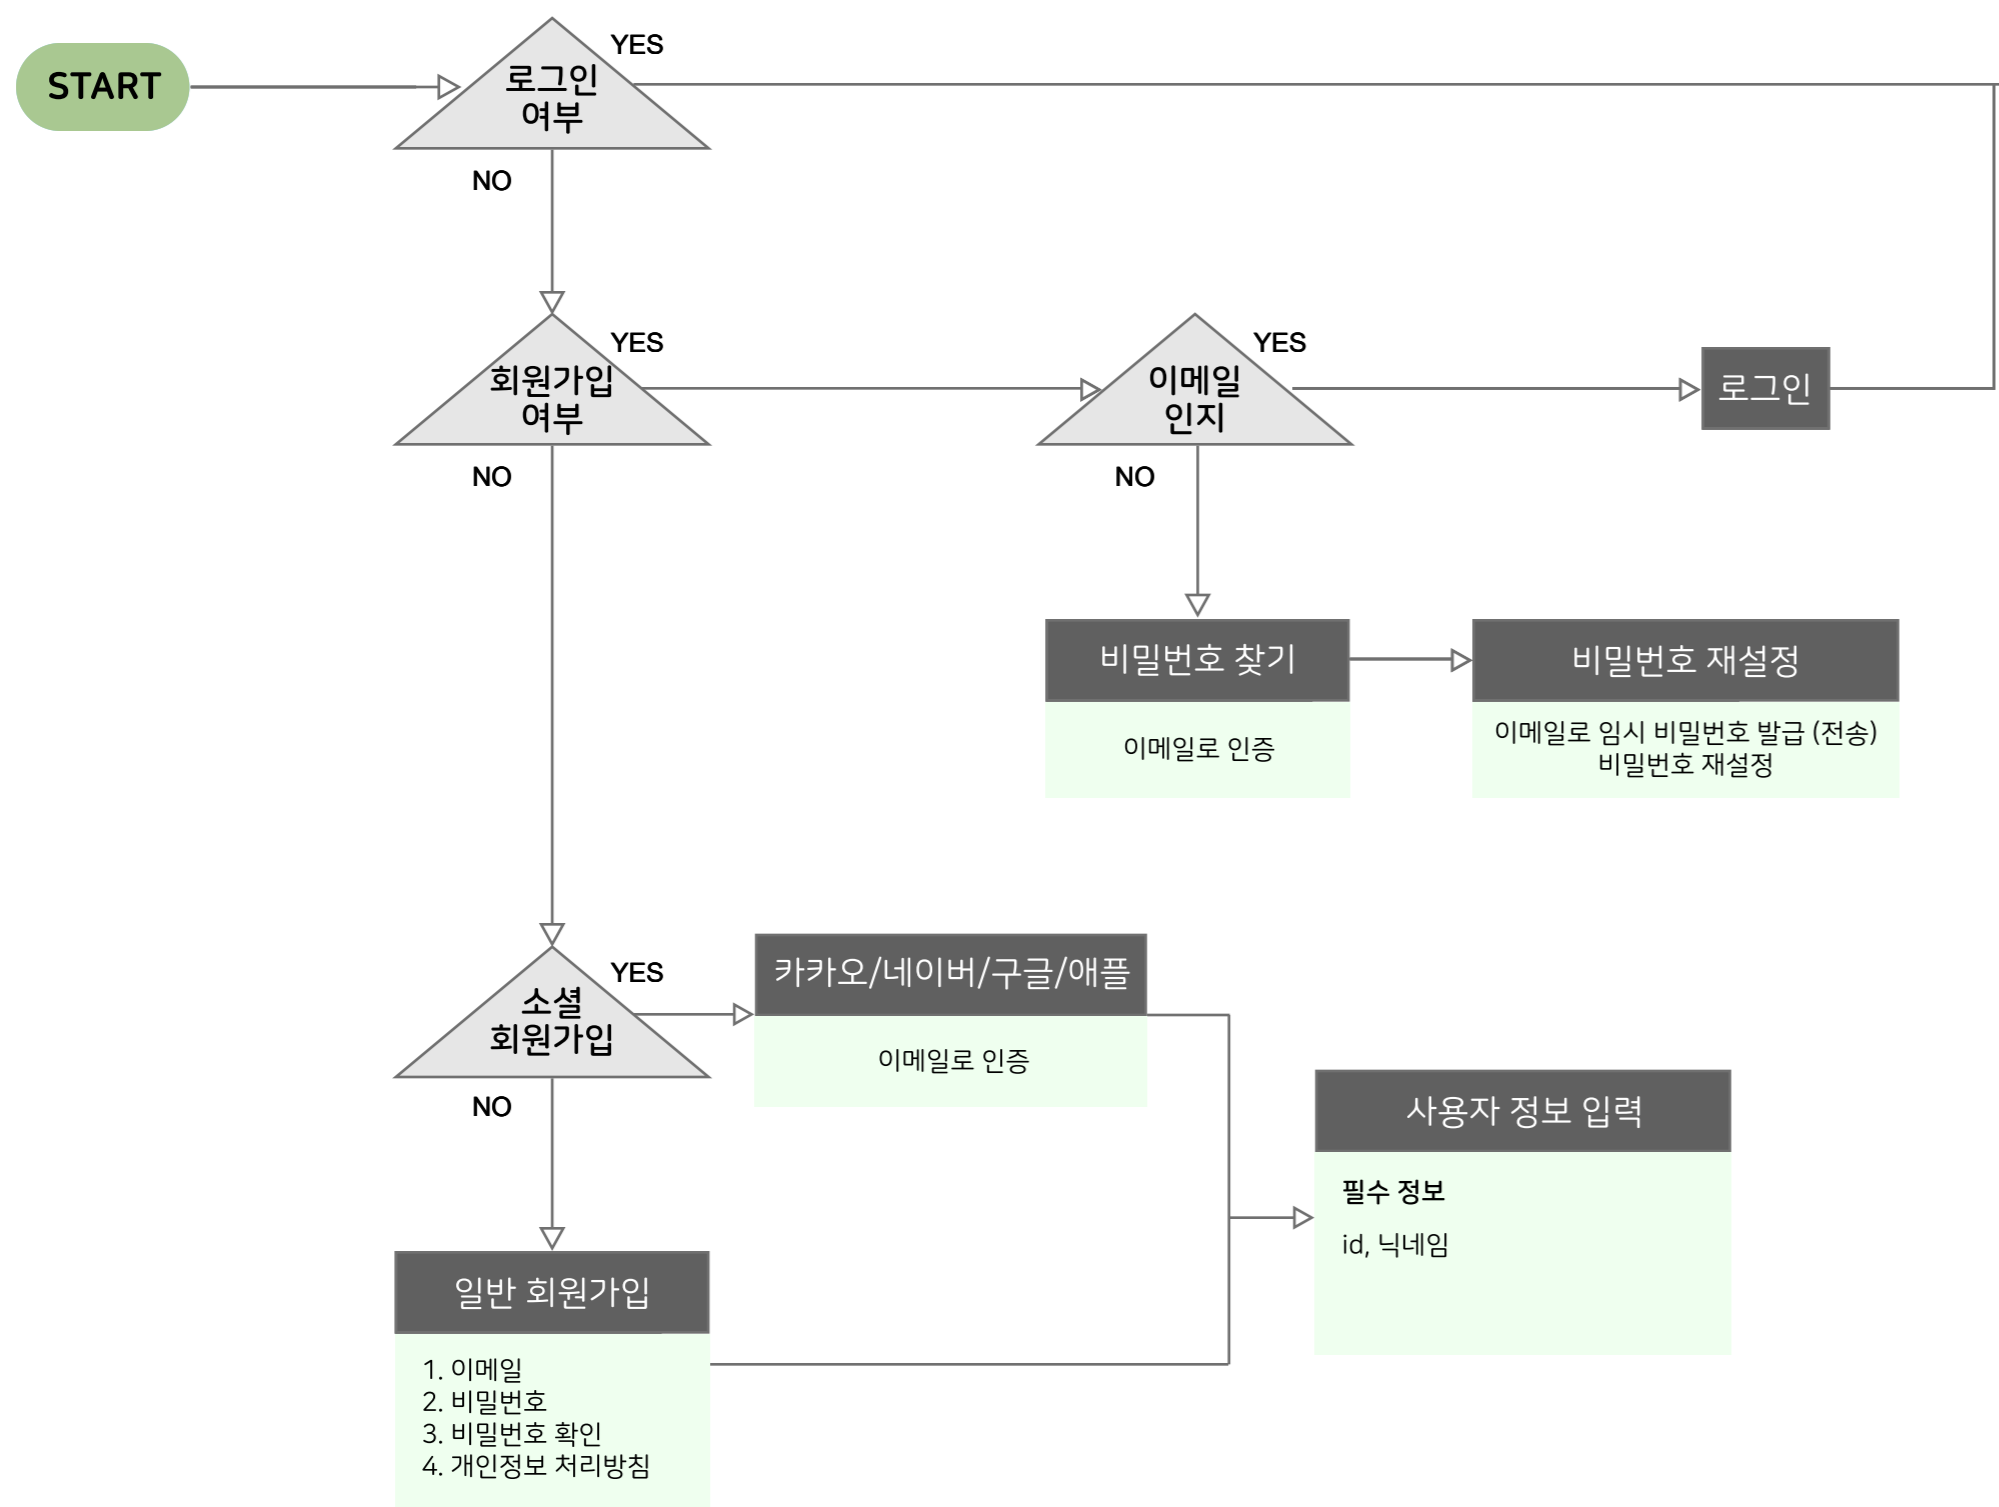 START
로그인
여부
YES
NO
회원가입
여부
YES
NO
이메일
인지
YES
NO
로그인
비밀번호 찾기
이메일로 인증
비밀번호 재설정
이메일로 임시 비밀번호 발급 (전송)
비밀번호 재설정
소셜
회원가입
YES
NO
카카오/네이버/구글/애플
이메일로 인증
사용자 정보 입력
필수 정보
id, 닉네임
일반 회원가입
1. 이메일
2. 비밀번호
3. 비밀번호 확인
4. 개인정보 처리방침